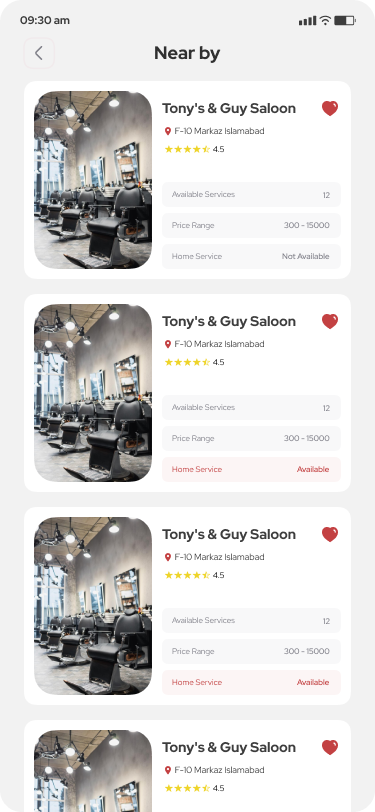 09:30 am
Near by
Tony's & Guy Saloon
F-10 Markaz Islamabad
4.5
Available Services 12
Price Range 300 - 15000
Home Service Not Available
Tony's & Guy Saloon
F-10 Markaz Islamabad
4.5
Available Services 12
Price Range 300 - 15000
Home Service Available
Tony's & Guy Saloon
F-10 Markaz Islamabad
4.5
Available Services 12
Price Range 300 - 15000
Home Service Available
Tony's & Guy Saloon
F-10 Markaz Islamabad
4.5